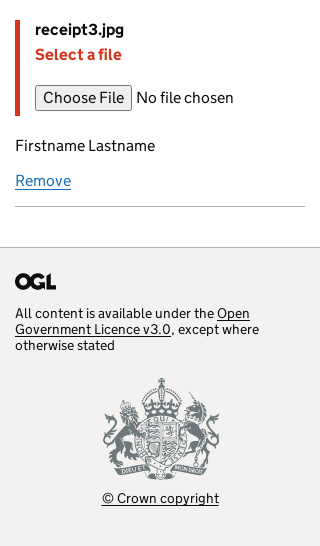 receipt3.jpg
Select a file
Choose File No file chosen
Firstname Lastname
Remove
OGL
All content is available under the Open
Government Licence v3.0, except where
otherwise stated
DIEU ET MON DROIT
© Crown copyright